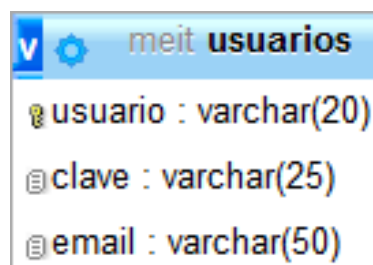 v meit usuarios
usuario : varchar(20)
clave : varchar(25)
email : varchar(50)